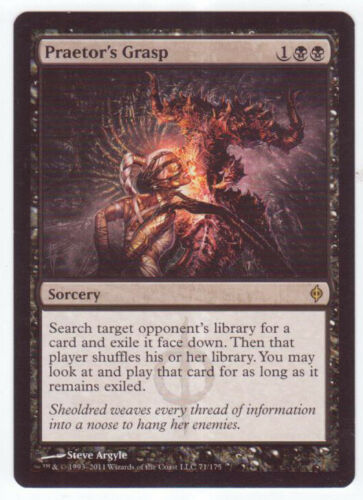 Praetor's Grasp 1
Sorcery
Search target opponent's library for a
card and exile it face down. Then that
player shuffles his or her library. You may
look at and play that card for as long as it
remains exiled.
Sheoldred weaves every thread of information
into a noose to hang her enemies.
Steve Argyle
™ & © 1993–2011 Wizards of the Coast LLC 71/175